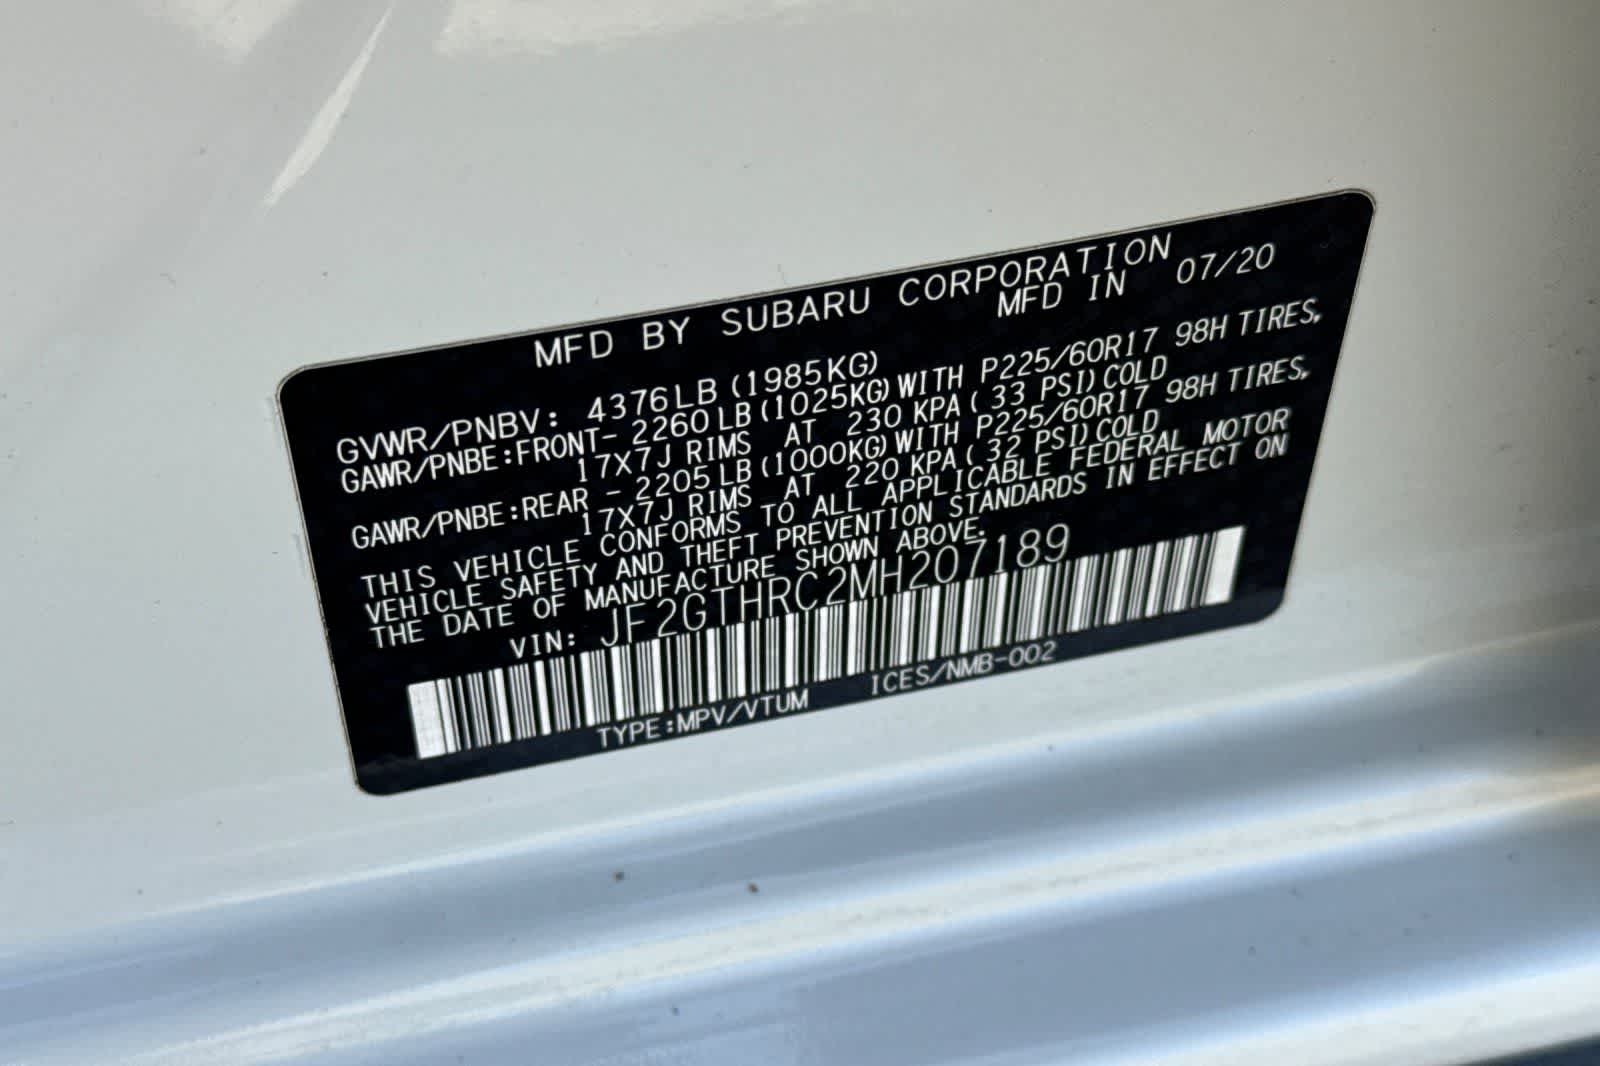 MFD BY SUBARU CORPORATION
MFD IN 07/20
GVWR/PNBV: 4376LB (1985KG)
GAWR/PNBE:FRONT- 2260LB (1025KG) WITH P225/60R17 98H TIRES,
17X7J RIMS AT 230 KPA ( 33 PSI) COLD
GAWR/PNBE:REAR - 2205LB (1000KG) WITH P225/60R17 98H TIRES,
17X7J RIMS AT 220 KPA ( 32 PSI) COLD
THIS VEHICLE CONFORMS TO ALL APPLICABLE FEDERAL MOTOR
VEHICLE SAFETY AND THEFT PREVENTION STANDARDS IN EFFECT ON
THE DATE OF MANUFACTURE SHOWN ABOVE.
VIN: JF2GTHRC2MH207189
TYPE:MPV/VTUM ICES/NMB-002